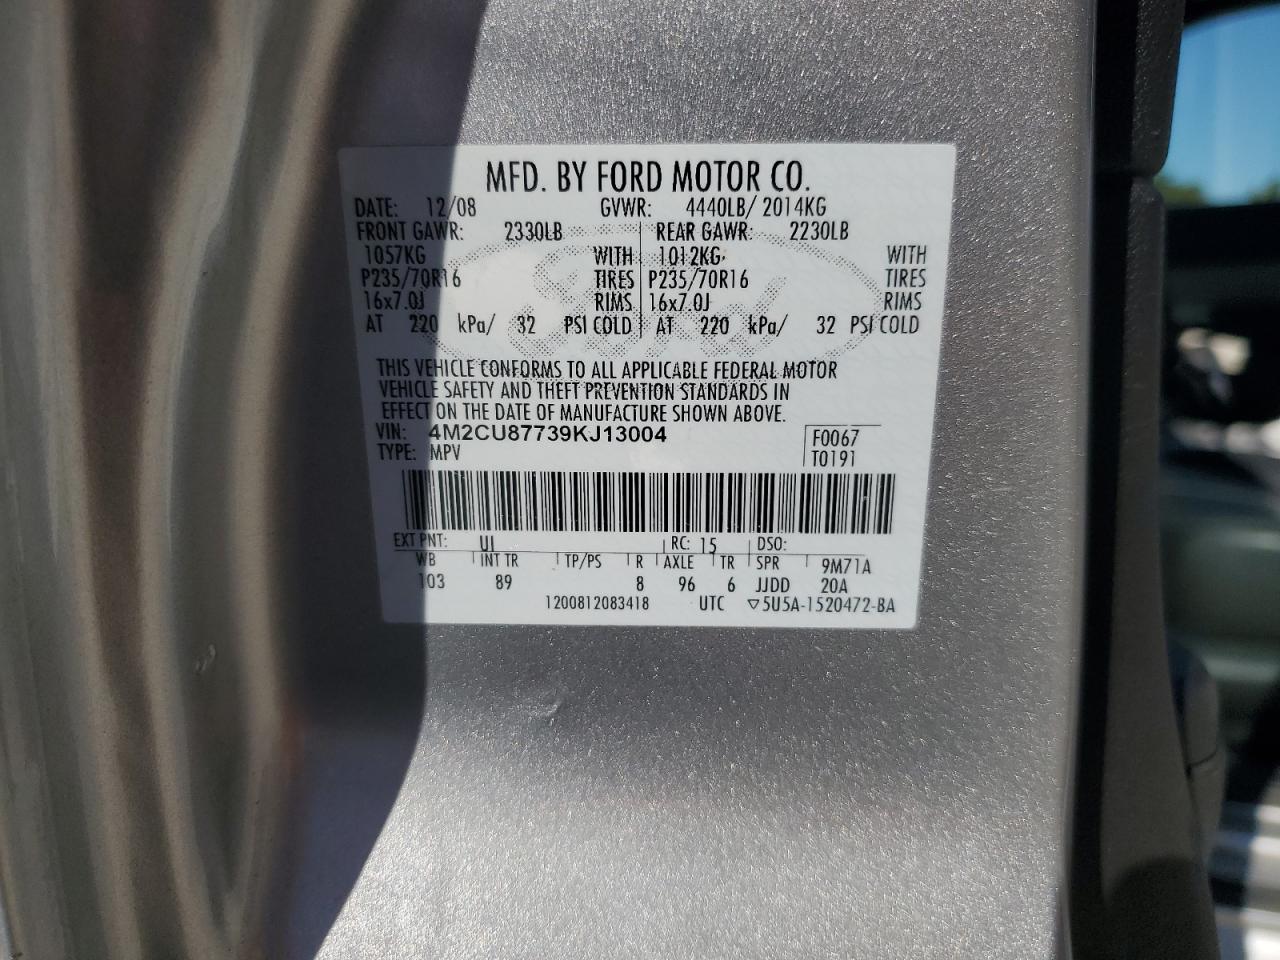 MFD. BY FORD MOTOR CO.
DATE: 12/08 GVWR: 4440LB/ 2014KG
FRONT GAWR: 2330LB REAR GAWR: 2230LB
1057KG WITH 1012KG WITH
P235/70R16 TIRES P235/70R16 TIRES
16x7.0J RIMS 16x7.0J RIMS
AT 220 kPa/ 32 PSI COLD AT 220 kPa/ 32 PSI COLD
THIS VEHICLE CONFORMS TO ALL APPLICABLE FEDERAL MOTOR
VEHICLE SAFETY AND THEFT PREVENTION STANDARDS IN
EFFECT ON THE DATE OF MANUFACTURE SHOWN ABOVE.
VIN: 4M2CU87739KJ13004 F0067
TYPE: MPV T0191
EXT PNT: UI RC: 15 DSO:
WB INT TR TP/PS R AXLE TR SPR 9M71A
103 89 8 96 6 JJDD 20A
1200812083418 UTC ▽5U5A-1520472-BA